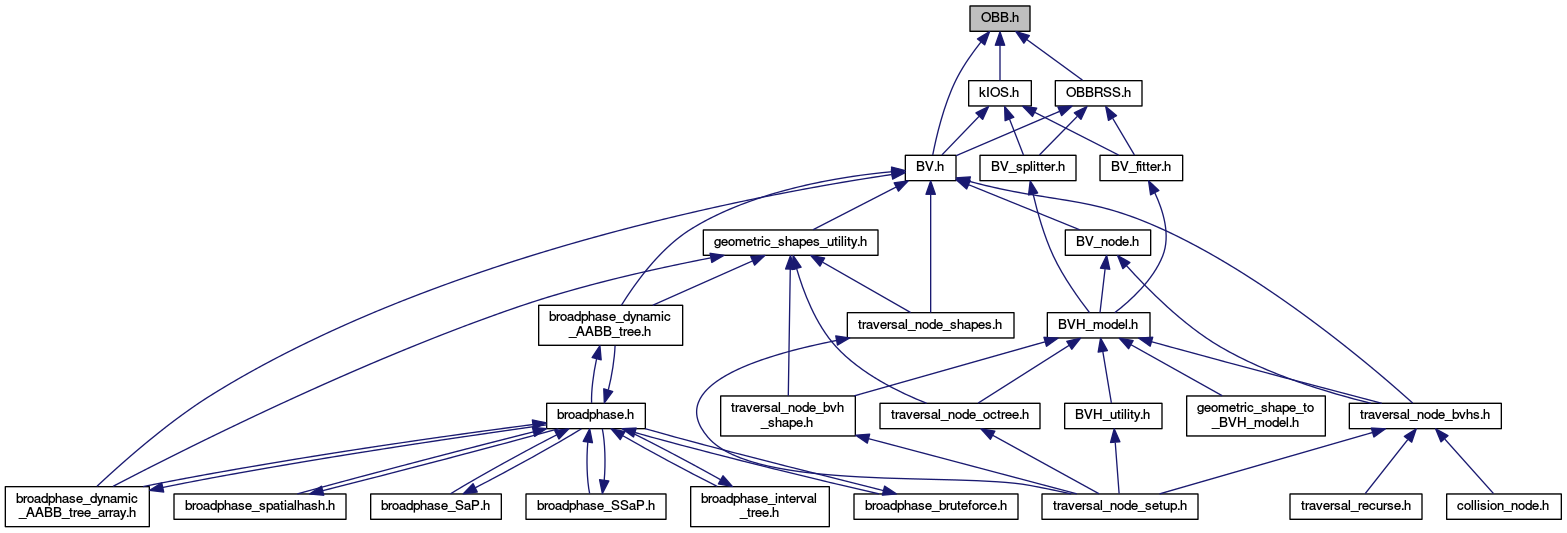 OBB.h
kIOS.h
OBBRSS.h
BV.h
BV_splitter.h
BV_fitter.h
geometric_shapes_utility.h
BV_node.h
broadphase_dynamic
_AABB_tree.h
traversal_node_shapes.h
BVH_model.h
broadphase.h
traversal_node_bvh
_shape.h
traversal_node_octree.h
BVH_utility.h
geometric_shape_to
_BVH_model.h
traversal_node_bvhs.h
broadphase_dynamic
_AABB_tree_array.h
broadphase_spatialhash.h
broadphase_SaP.h
broadphase_SSaP.h
broadphase_interval
_tree.h
broadphase_bruteforce.h
traversal_node_setup.h
traversal_recurse.h
collision_node.h